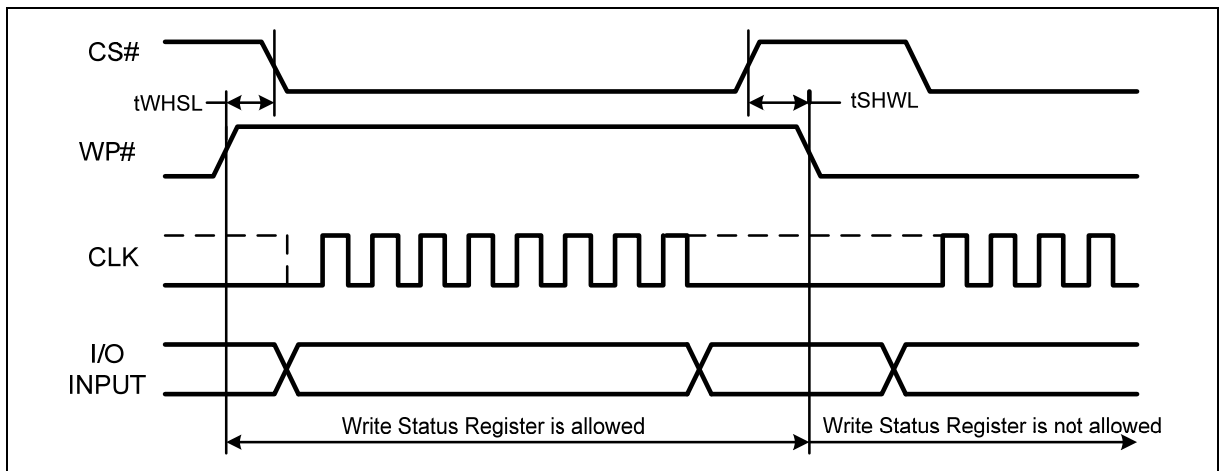 CS#
tWHSL
tSHWL
WP#
CLK
I/O
INPUT
Write Status Register is allowed
Write Status Register is not allowed